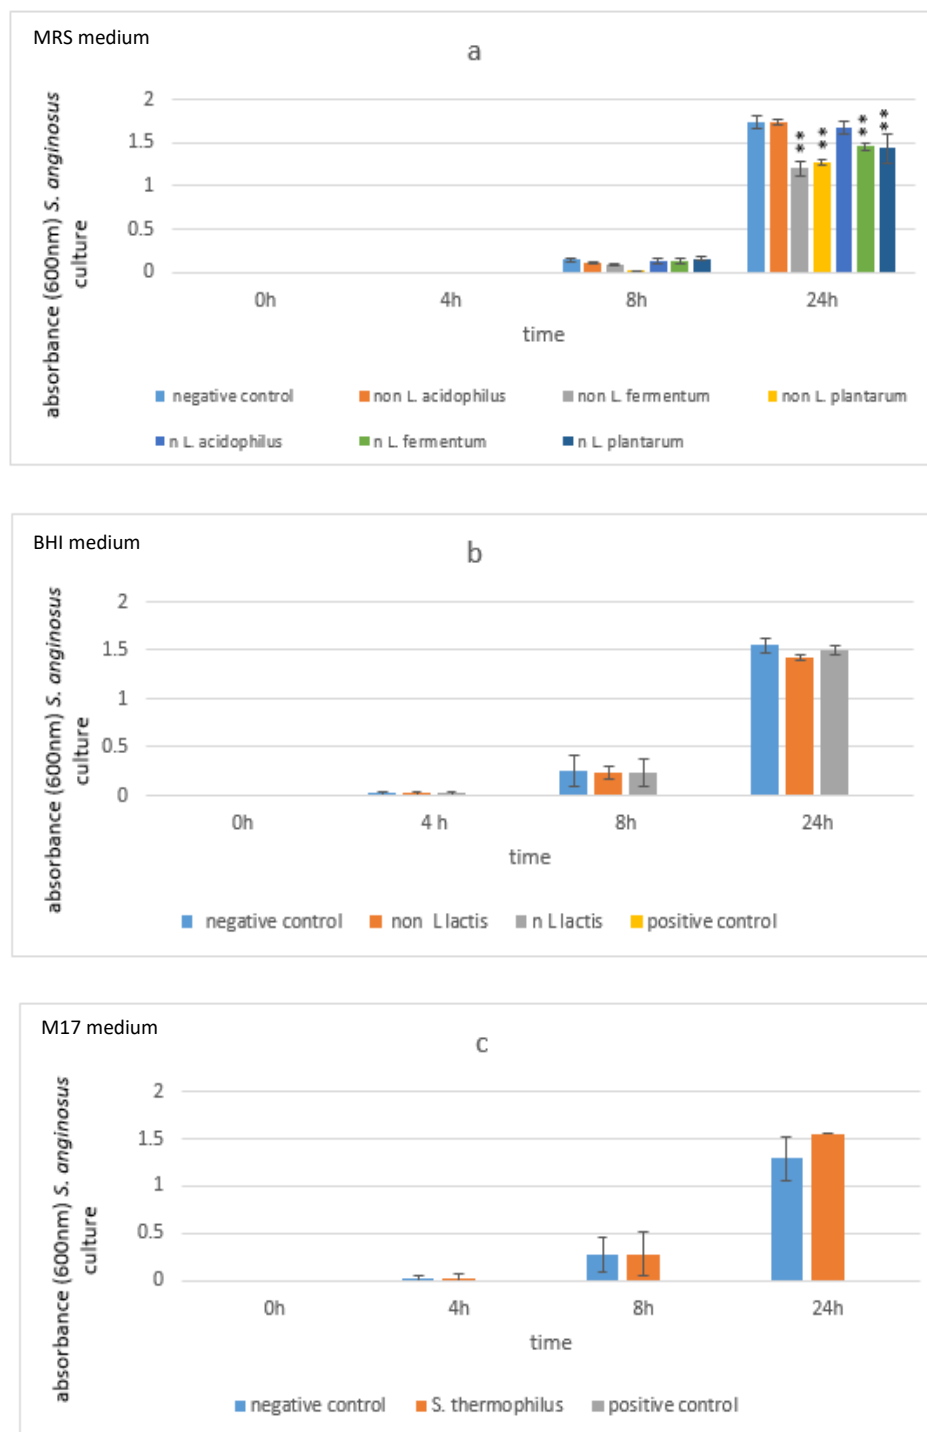 MRS medium
a
absorbance (600nm) S. anginosus
culture
2
1.5
1
0.5
0
** ** ** **
0h 4h 8h 24h
time
negative control non L. acidophilus non L. fermentum non L. plantarum
n L. acidophilus n L. fermentum n L. plantarum
BHI medium
b
absorbance (600nm) S. anginosus
culture
2
1.5
1
0.5
0
0h 4 h 8h 24h
time
negative control non L lactis n L lactis positive control
M17 medium
c
absorbance (600nm) S. anginosus
culture
2
1.5
1
0.5
0
0h 4h 8h 24h
time
negative control S. thermophilus positive control